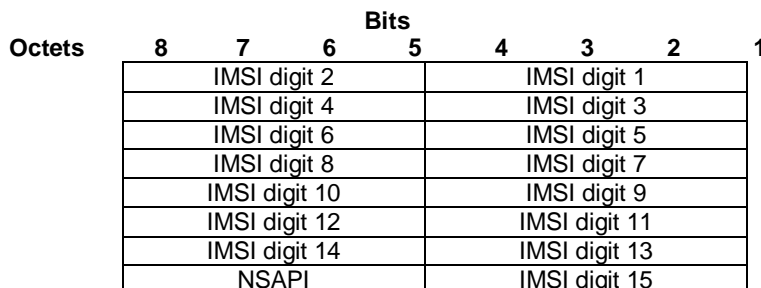 Bits
Octets 8 7 6 5 4 3 2 1
IMSI digit 2 IMSI digit 1
IMSI digit 4 IMSI digit 3
IMSI digit 6 IMSI digit 5
IMSI digit 8 IMSI digit 7
IMSI digit 10 IMSI digit 9
IMSI digit 12 IMSI digit 11
IMSI digit 14 IMSI digit 13
NSAPI IMSI digit 15